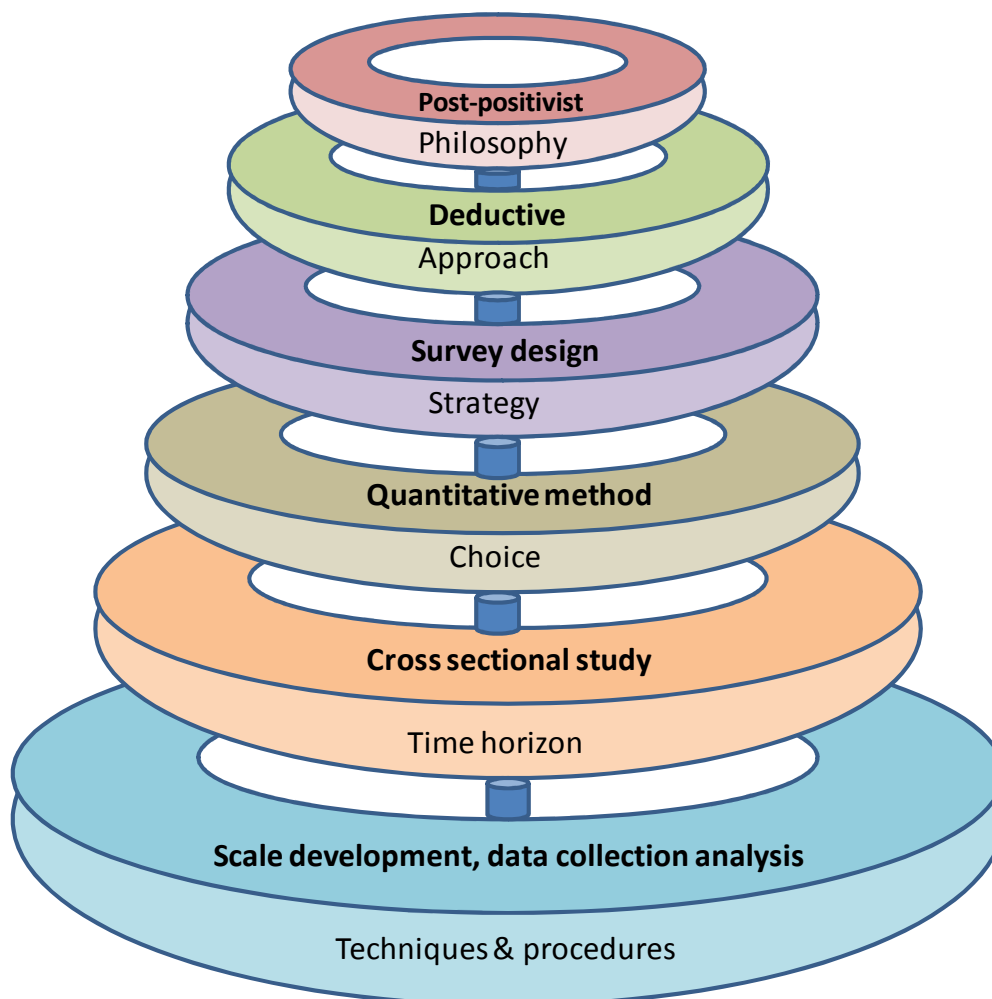 Post-positivist
Philosophy
Deductive
Approach
Survey design
Strategy
Quantitative method
Choice
Cross sectional study
Time horizon
Scale development, data collection analysis
Techniques & procedures